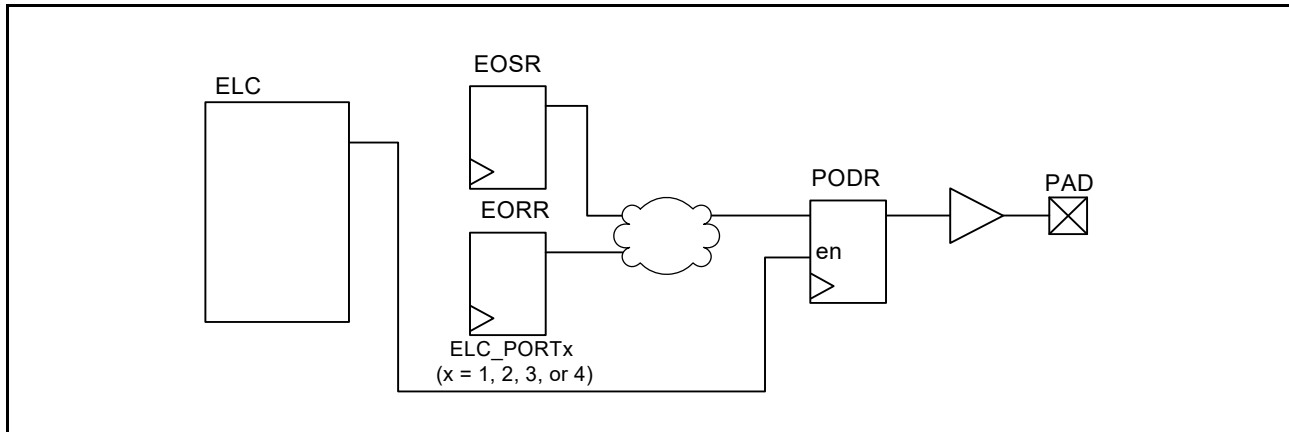 ELC
EOSR
EORR
PODR
PAD
en
ELC_PORTx
(x = 1, 2, 3, or 4)